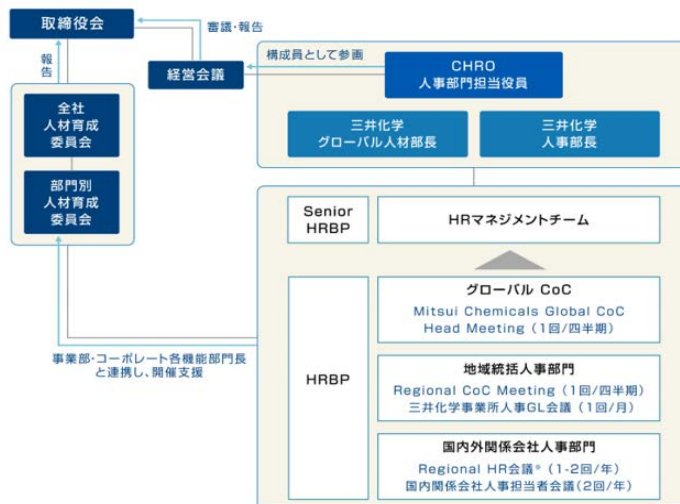 取締役会
審議・報告
報告
経営会議
構成員として参画
CHRO
人事部門担当役員
三井化学
グローバル人材部長
三井化学
人事部長
全社
人材育成
委員会
部門別
人材育成
委員会
Senior
HRBP
HRマネジメントチーム
グローバル CoC
Mitsui Chemicals Global CoC
Head Meeting（1回/四半期）
HRBP
地域統括人事部門
Regional CoC Meeting（1回/四半期）
三井化学事業所人事GL会議（1回/月）
国内外関係会社人事部門
Regional HR会議※（1-2回/年）
国内関係会社人事担当者会議（2回/年）
事業部・コーポレート各機能部門長
と連携し、開催支援